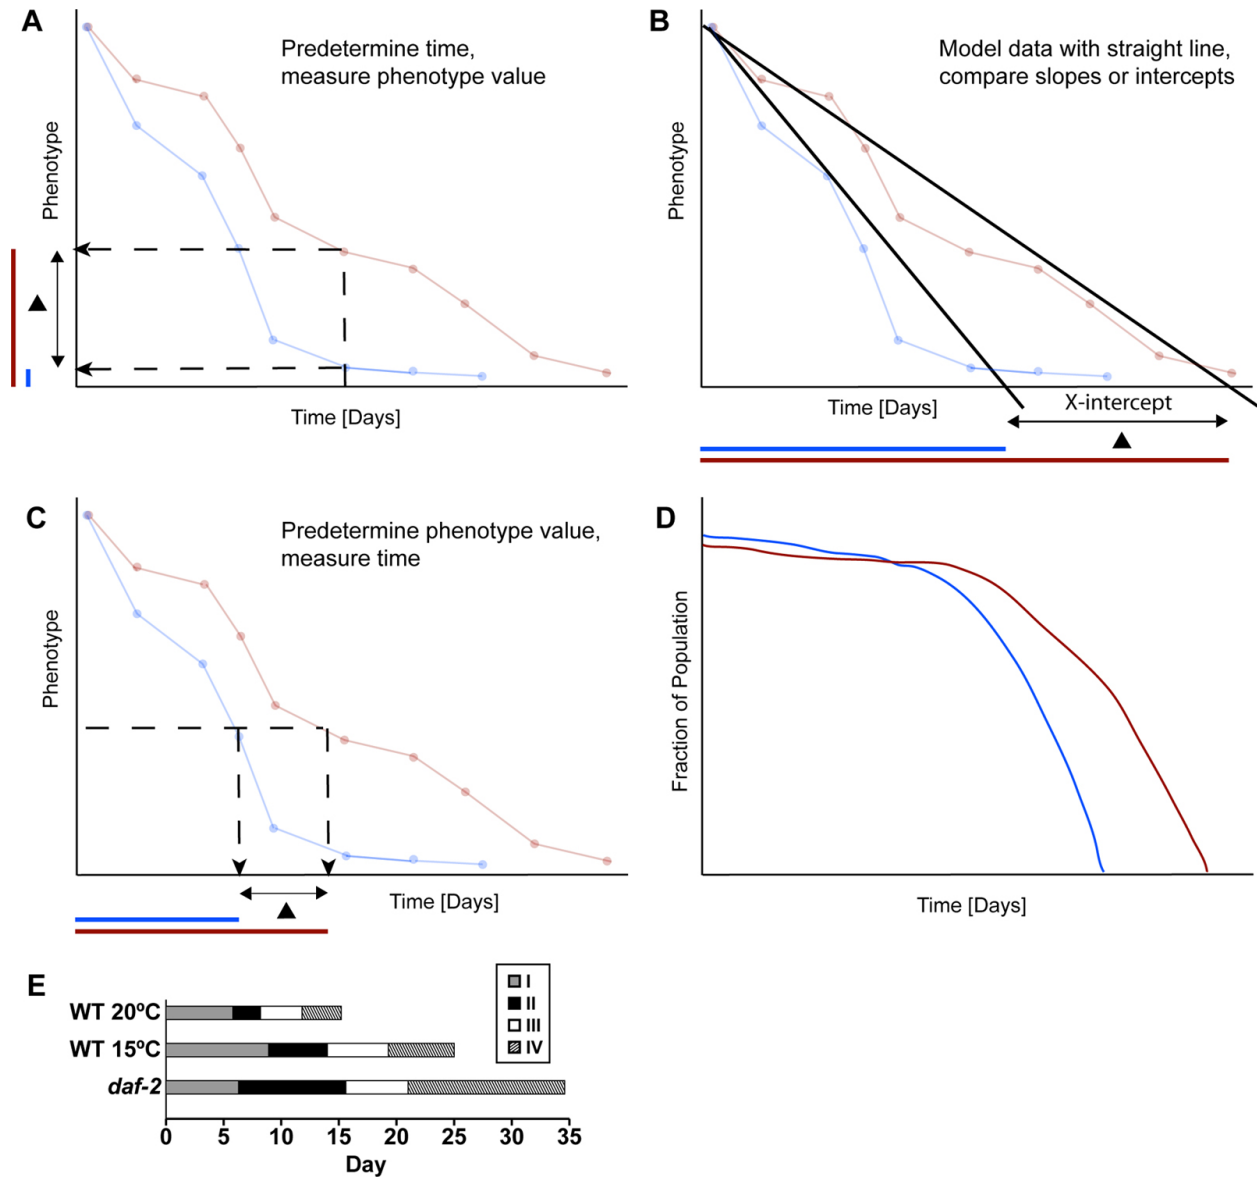 A
Predetermine time,
measure phenotype value
Phenotype
▲
Time [Days]
B
Model data with straight line,
compare slopes or intercepts
Phenotype
Time [Days]
X-intercept
▲
C
Predetermine phenotype value,
measure time
Phenotype
Time [Days]
▲
D
Fraction of Population
Time [Days]
E
I
II
III
IV
WT 20ºC
WT 15ºC
daf-2
0 5 10 15 20 25 30 35
Day